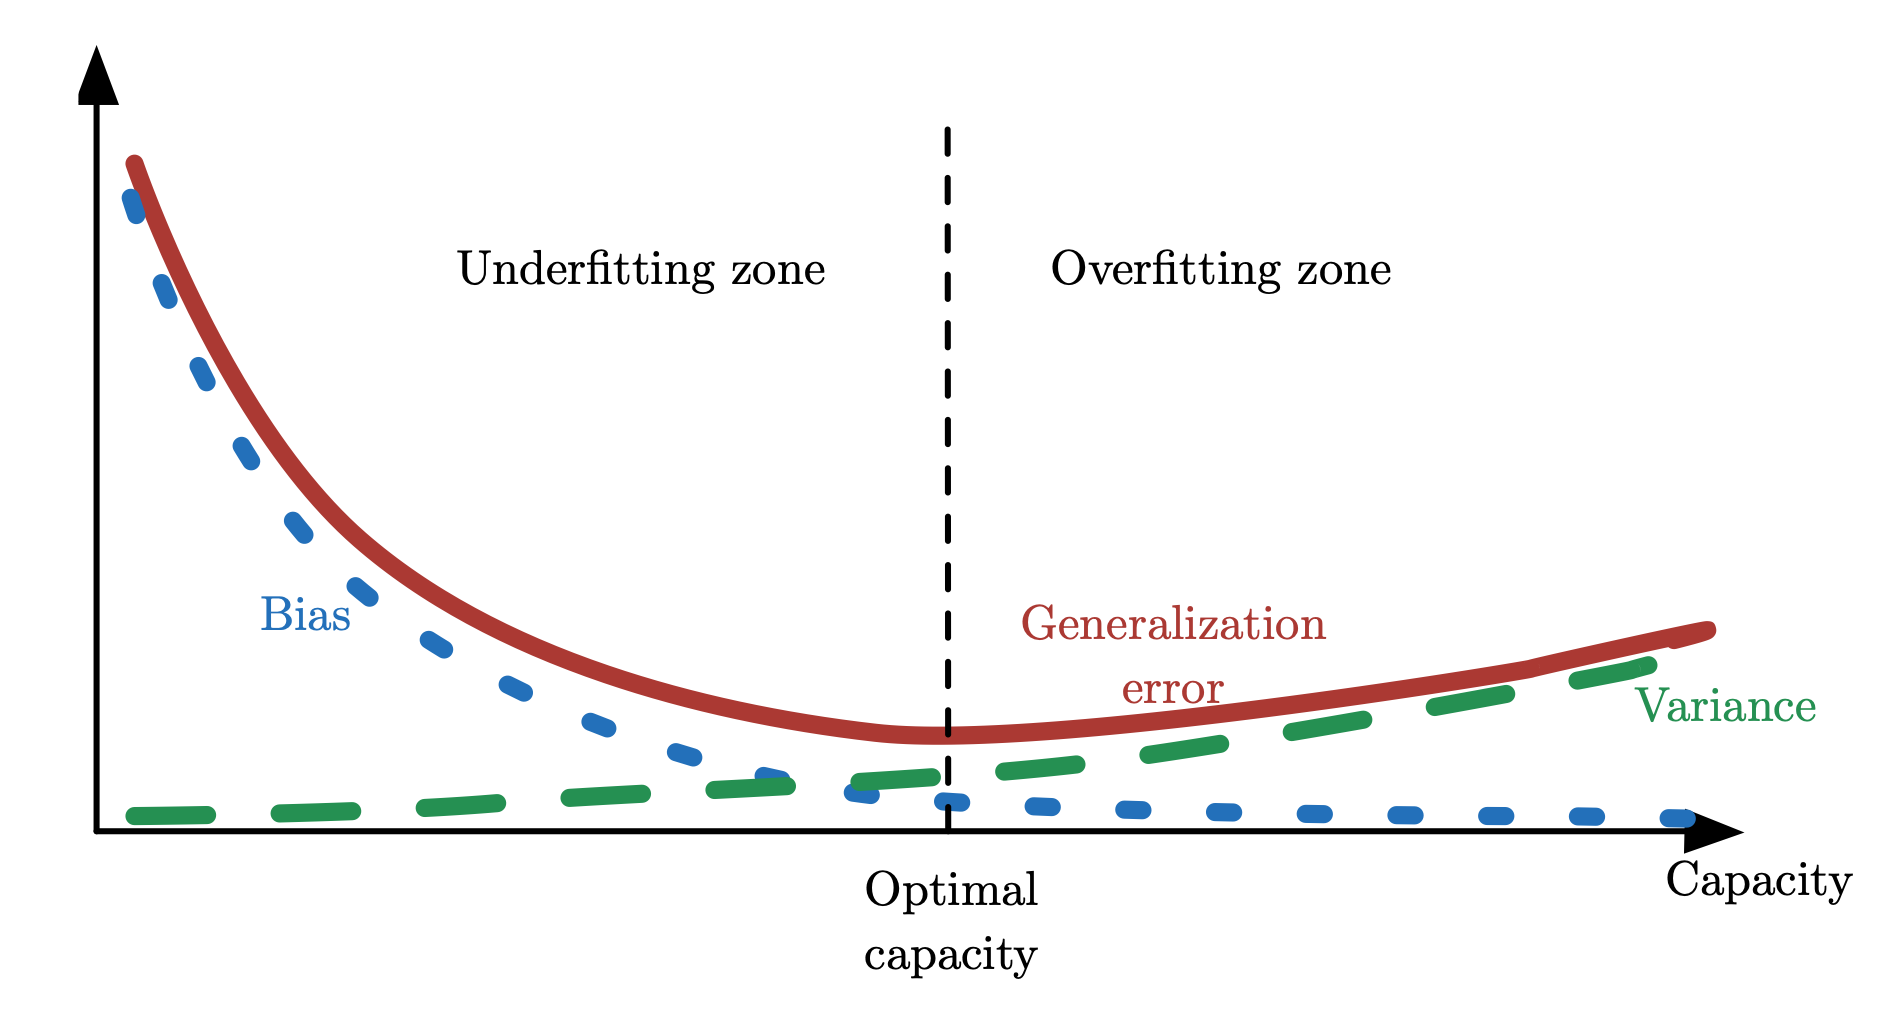 Underfitting zone
Overfitting zone
Bias
Generalization
error
Variance
Optimal
capacity
Capacity